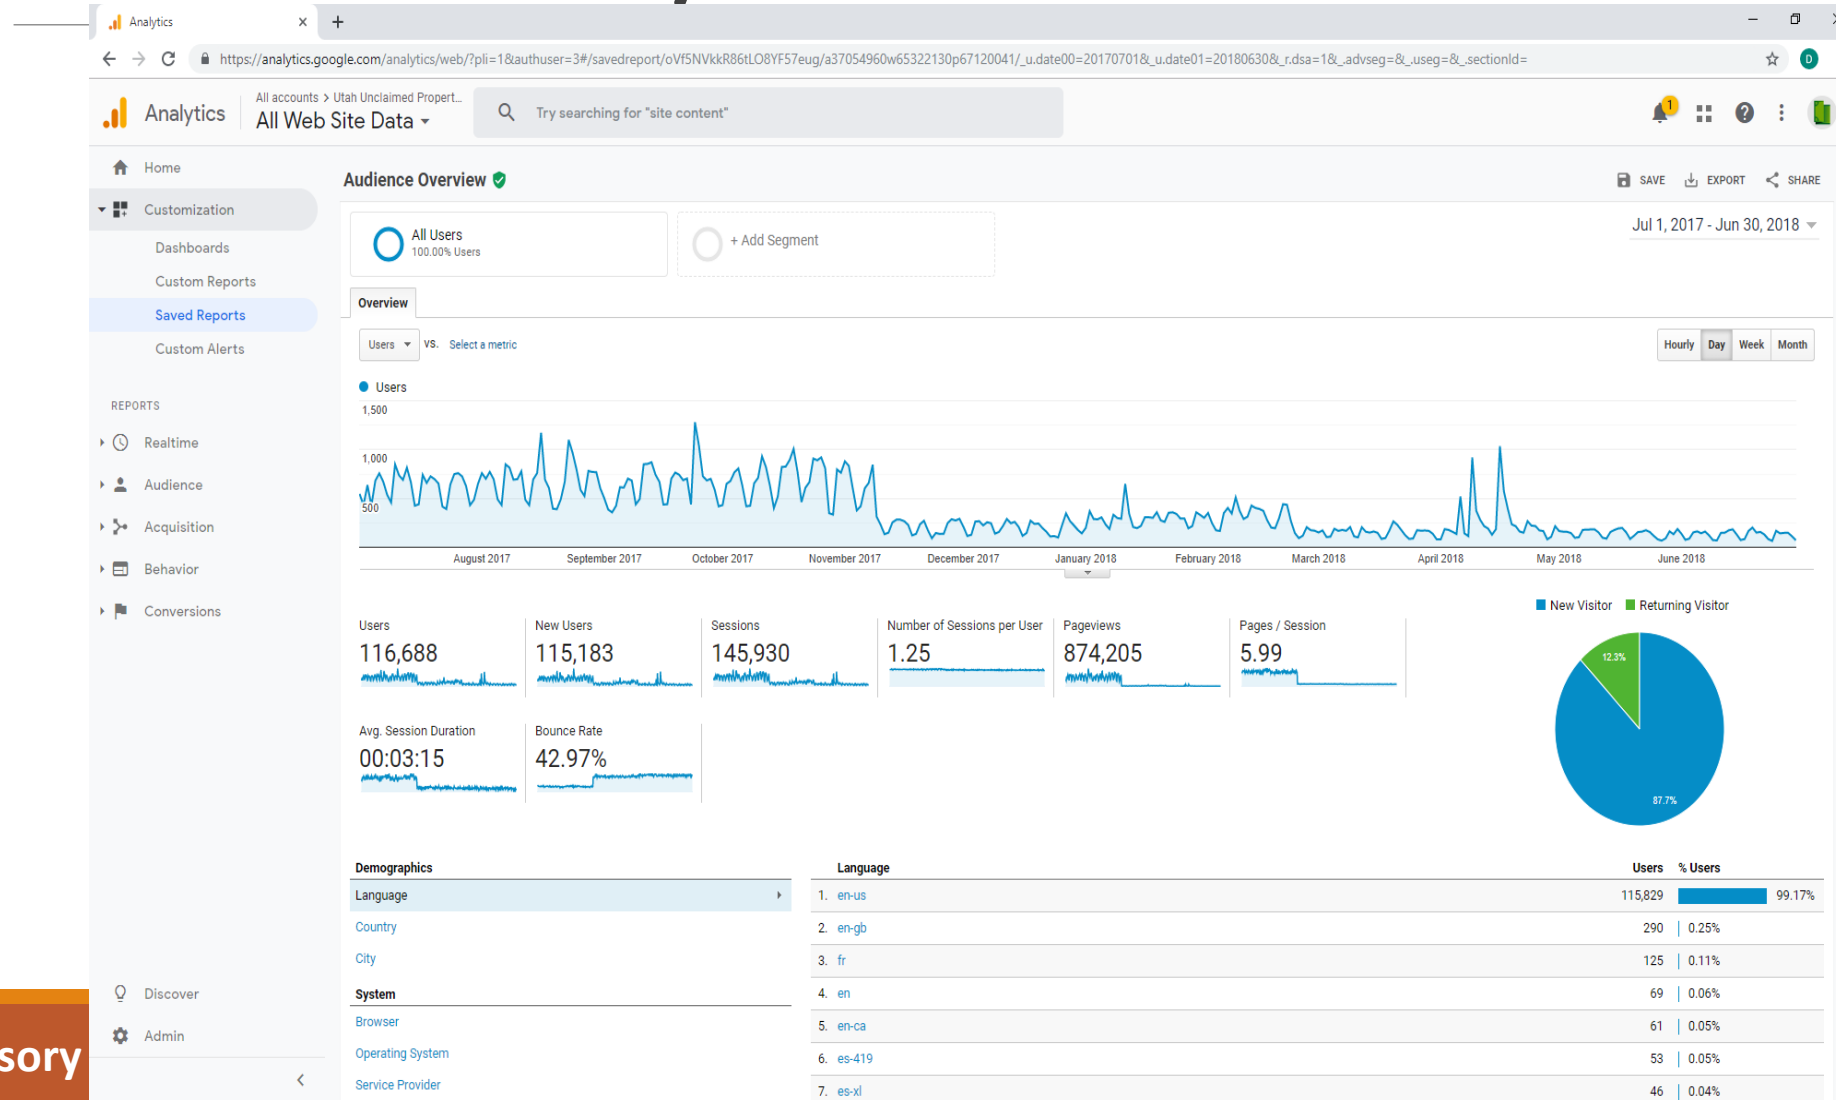 Analytics
https://analytics.google.com/analytics/web/?pli=1&authuser=3#/savedreport/oVf5NVkkR86tLO8YF57eug/a37054960w65322130p67120041/_u.date00=20170701&_u.date01=20180630&_r.dsa=1&_.advseg=&_.useg=&_.sectionId=
D
Analytics
All accounts > Utah Unclaimed Propert...
All Web Site Data
Try searching for "site content"
1
Home
Customization
Dashboards
Custom Reports
Saved Reports
Custom Alerts
REPORTS
Realtime
Audience
Acquisition
Behavior
Conversions
Discover
Admin
sory
Audience Overview
SAVE
EXPORT
SHARE
All Users
100.00% Users
+ Add Segment
Jul 1, 2017 - Jun 30, 2018
Overview
Users
VS.
Select a metric
Hourly
Day
Week
Month
Users
1,500
1,000
500
August 2017
September 2017
October 2017
November 2017
December 2017
January 2018
February 2018
March 2018
April 2018
May 2018
June 2018
Users
116,688
New Users
115,183
Sessions
145,930
Number of Sessions per User
1.25
Pageviews
874,205
Pages / Session
5.99
Avg. Session Duration
00:03:15
Bounce Rate
42.97%
New Visitor
Returning Visitor
12.3%
87.7%
Demographics
Language
Country
City
System
Browser
Operating System
Service Provider
Language Users % Users
1. en-us 115,829 99.17%
2. en-gb 290 0.25%
3. fr 125 0.11%
4. en 69 0.06%
5. en-ca 61 0.05%
6. es-419 53 0.05%
7. es-xl 46 0.04%